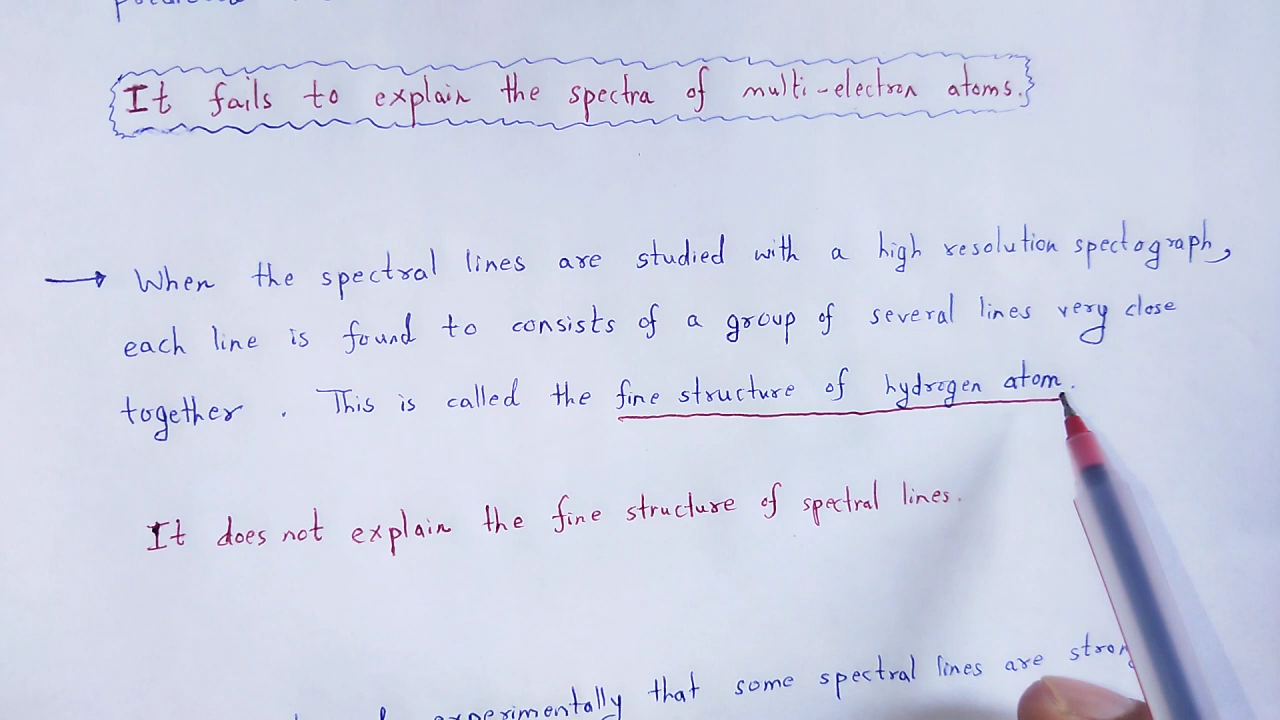 It fails to explain the spectra of multi-electron atoms.
→ When the spectral lines are studied with a high resolution spectograph,
each line is found to consists of a group of several lines very close
together. This is called the fine structure of hydrogen atom.
It does not explain the fine structure of spectral lines.
experimentally that some spectral lines are